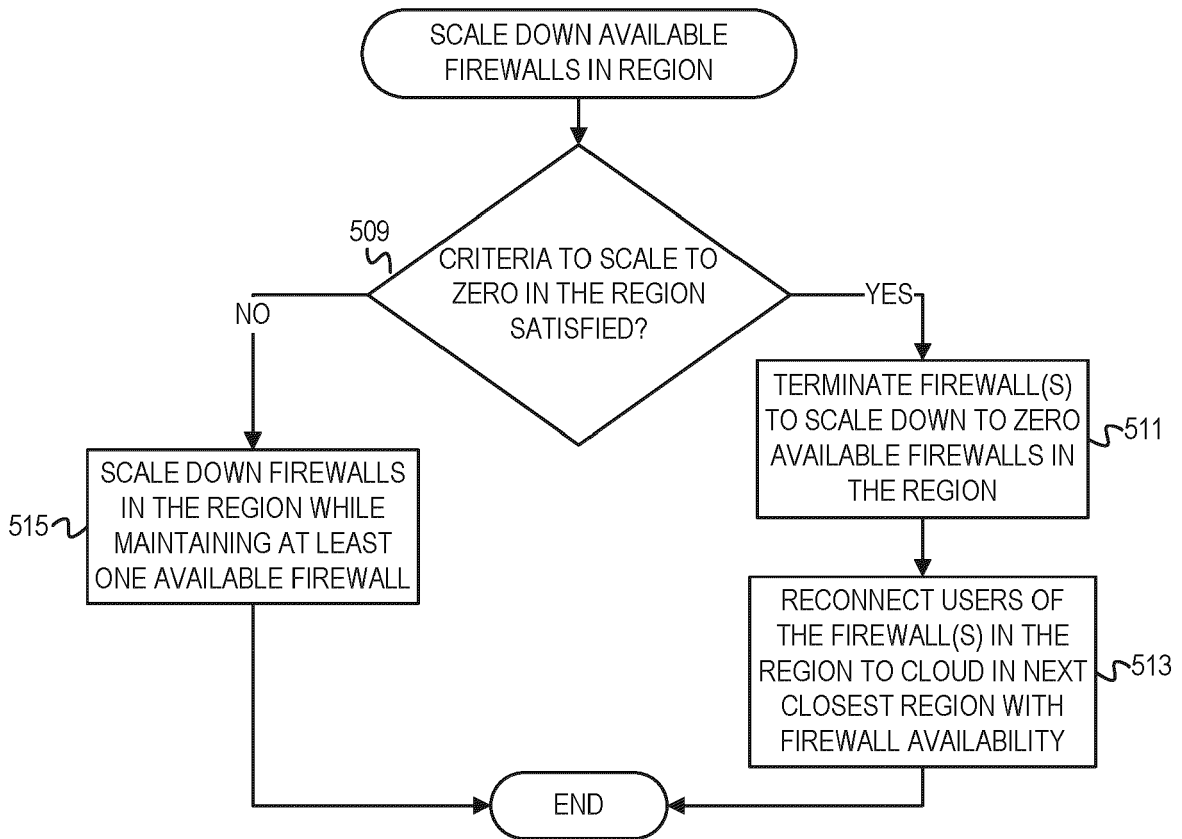 SCALE DOWN AVAILABLE
FIREWALLS IN REGION
509
CRITERIA TO SCALE TO
ZERO IN THE REGION
SATISFIED?
NO
YES
TERMINATE FIREWALL(S)
TO SCALE DOWN TO ZERO
AVAILABLE FIREWALLS IN
THE REGION
511
SCALE DOWN FIREWALLS
IN THE REGION WHILE
MAINTAINING AT LEAST
ONE AVAILABLE FIREWALL
515
RECONNECT USERS OF
THE FIREWALL(S) IN THE
REGION TO CLOUD IN NEXT
CLOSEST REGION WITH
FIREWALL AVAILABILITY
513
END